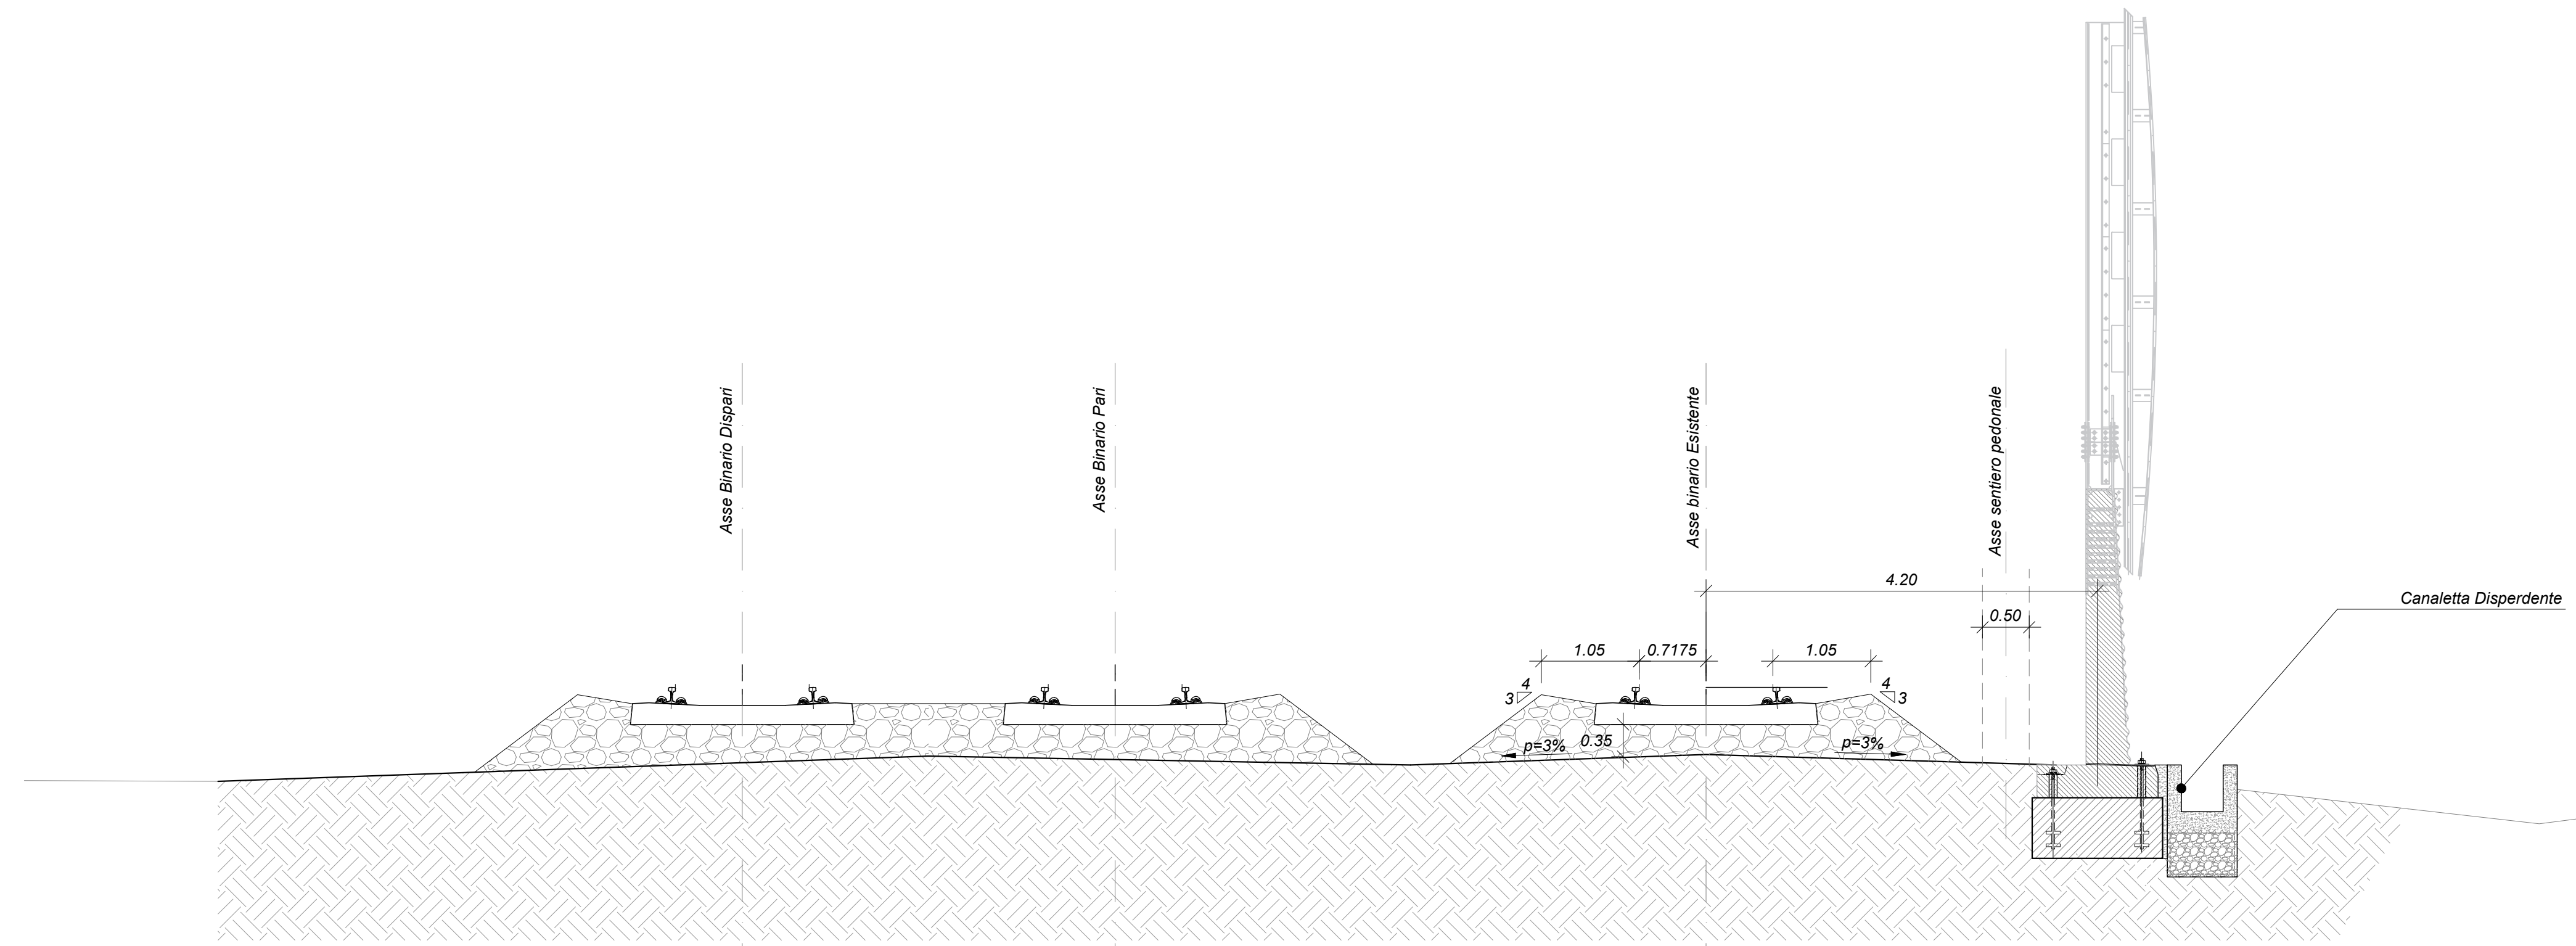 Asse Binario Dispari
Asse Binario Pari
Asse binario Esistente
Asse sentiero pedonale
4.20
Canaletta Disperdente
0.50
1.05
0.7175
1.05
4
3
4
3
p=3%
0.35
p=3%